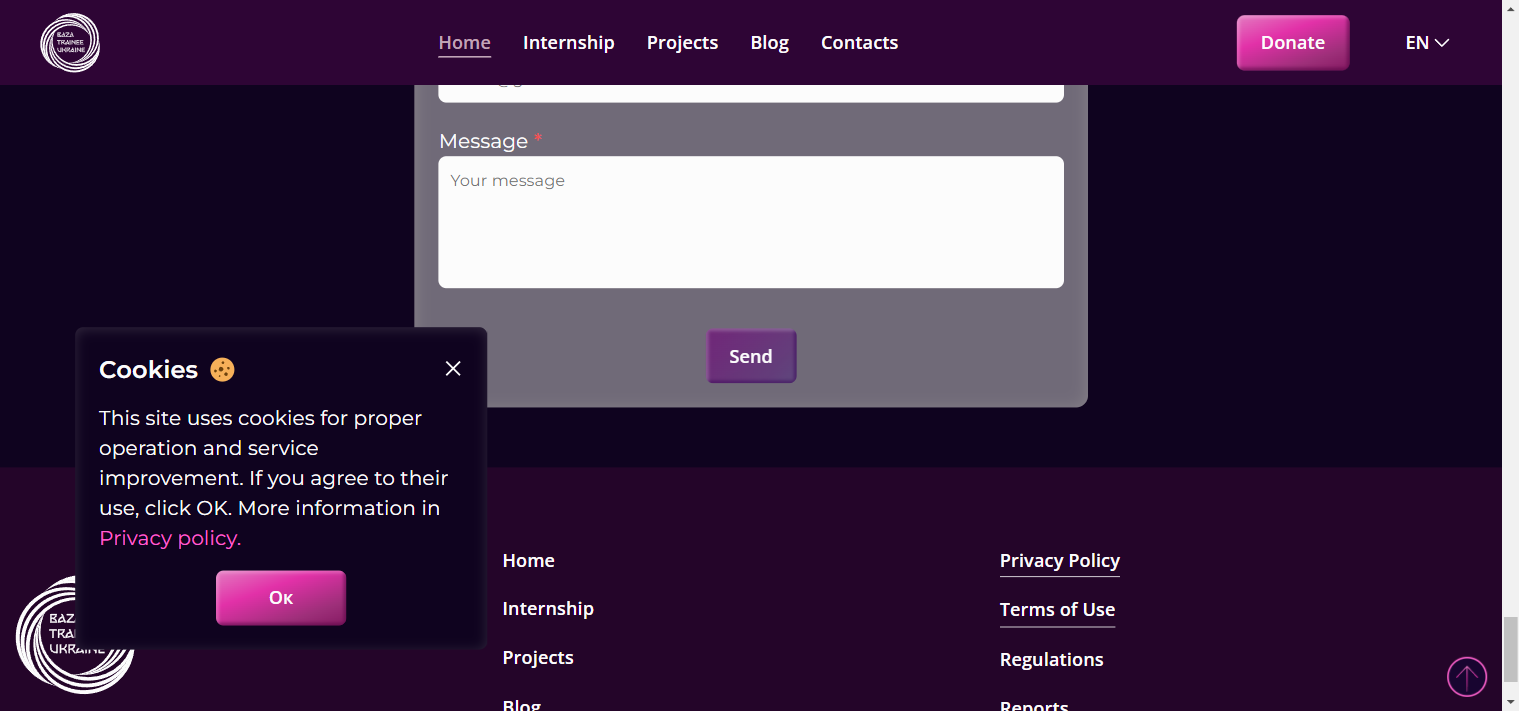 BAZA
TRAINEE
UKRAINE
Home Internship Projects Blog Contacts
Donate
EN
Message *
Your message
Send
Cookies
This site uses cookies for proper
operation and service
improvement. If you agree to their
use, click OK. More information in
Privacy policy.
Ок
BAZA
TRA
UKRAINE
Home
Internship
Projects
Blog
Privacy Policy
Terms of Use
Regulations
Reports